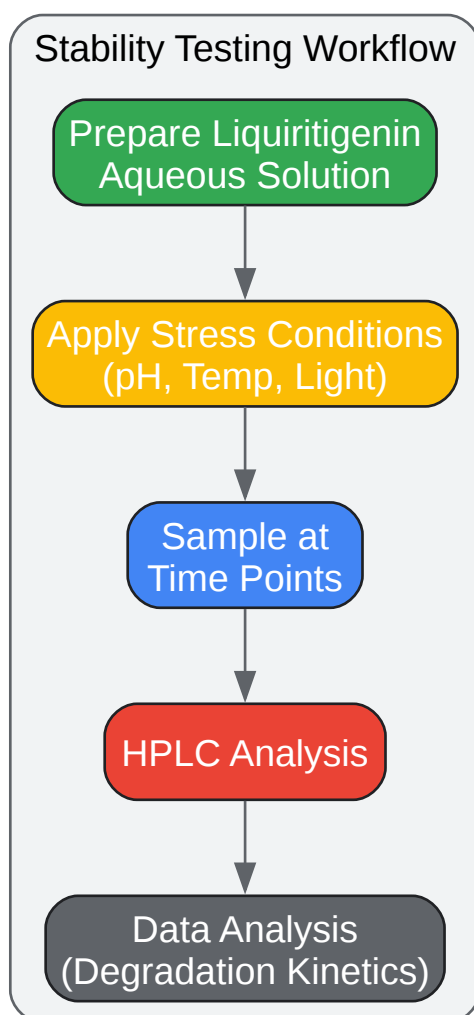 Stability Testing Workflow
Prepare Liquiritigenin
Aqueous Solution
Apply Stress Conditions
(pH, Temp, Light)
Sample at
Time Points
HPLC Analysis
Data Analysis
(Degradation Kinetics)